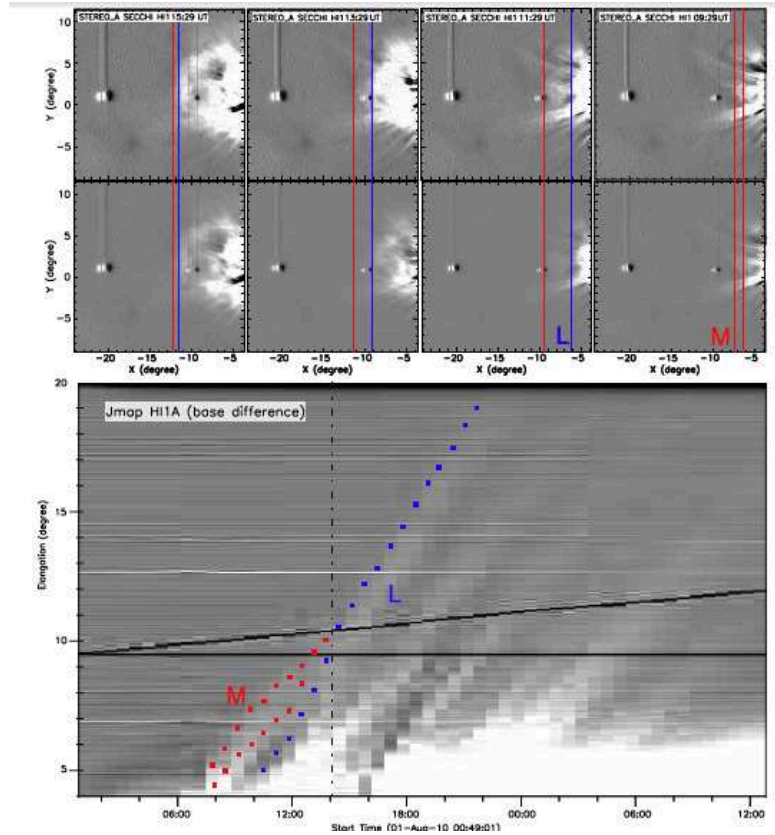 STEREO_A SECCHI HI1 15:29 UT
STEREO_A SECCHI HI1 13:29 UT
STEREO_A SECCHI HI1 11:29 UT
STEREO_A SECCHI HI1 09:29 UT
10
5
0
−5
Y (degree)
10
5
0
−5
Y (degree)
L
M
−20 −15 −10 −5
−20 −15 −10 −5
−20 −15 −10 −5
−20 −15 −10 −5
X (degree)
X (degree)
X (degree)
X (degree)
20
Jmap HI1A (base difference)
15
Elongation (degree)
L
10
M
5
06:00 12:00 18:00 00:00 06:00 12:00
Start Time (01-Aug-10 00:49:01)